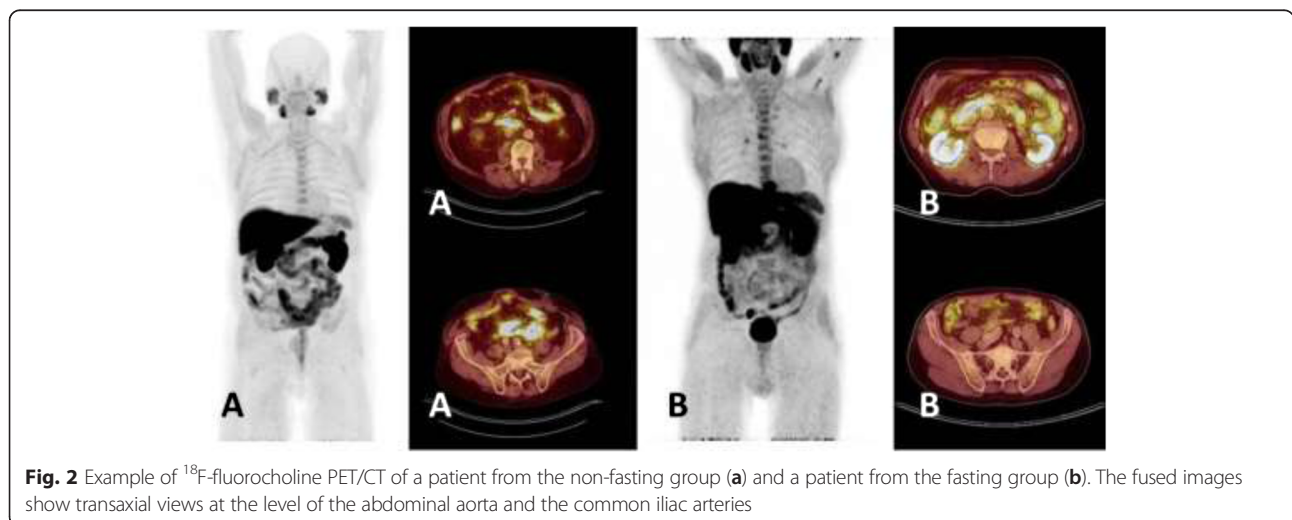 A
A
A
B
B
B
Fig. 2 Example of ¹⁸F-fluorocholine PET/CT of a patient from the non-fasting group (a) and a patient from the fasting group (b). The fused images
show transaxial views at the level of the abdominal aorta and the common iliac arteries